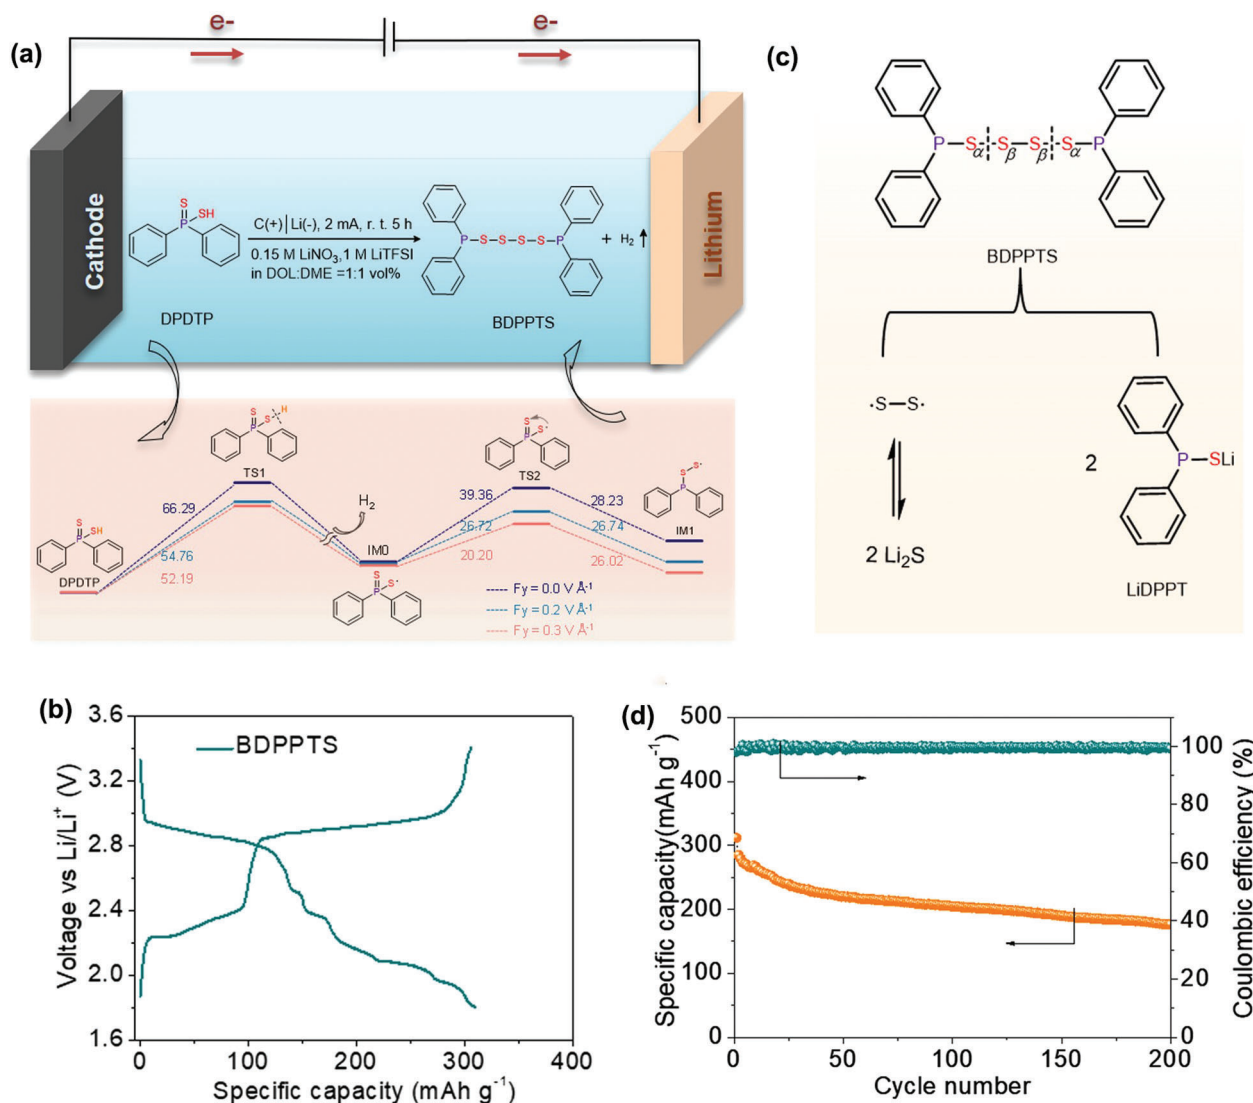 (a)
e-
e-
Cathode
Lithium
S
SH
P
C(+)|Li(-), 2 mA, r. t. 5 h
0.15 M LiNO₃,1 M LiTFSI
in DOL:DME =1:1 vol%
P-S-S-S-S-P
+ H₂
DPDTP
BDPPTS
S
S
H
P
TS1
S
S·
P
TS2
S·
S
P
IM1
H₂
66.29
54.76
52.19
39.36
26.72
20.20
28.23
26.74
26.02
S
SH
P
DPDTP
IM0
S
S·
P
Fy = 0.0 V Å⁻¹
Fy = 0.2 V Å⁻¹
Fy = 0.3 V Å⁻¹
(c)
P-S-S-S-S-P
α β β α
BDPPTS
·S-S·
2 Li₂S
2
P-SLi
LiDPPT
(b)
BDPPTS
Voltage vs Li/Li⁺ (V)
3.6
3.2
2.8
2.4
2.0
1.6
0 100 200 300 400
Specific capacity (mAh g⁻¹)
(d)
Specific capacity(mAh g⁻¹)
500
450
400
300
200
100
0
0 50 100 150 200
Cycle number
100
80
60
40
20
0
Coulombic efficiency (%)